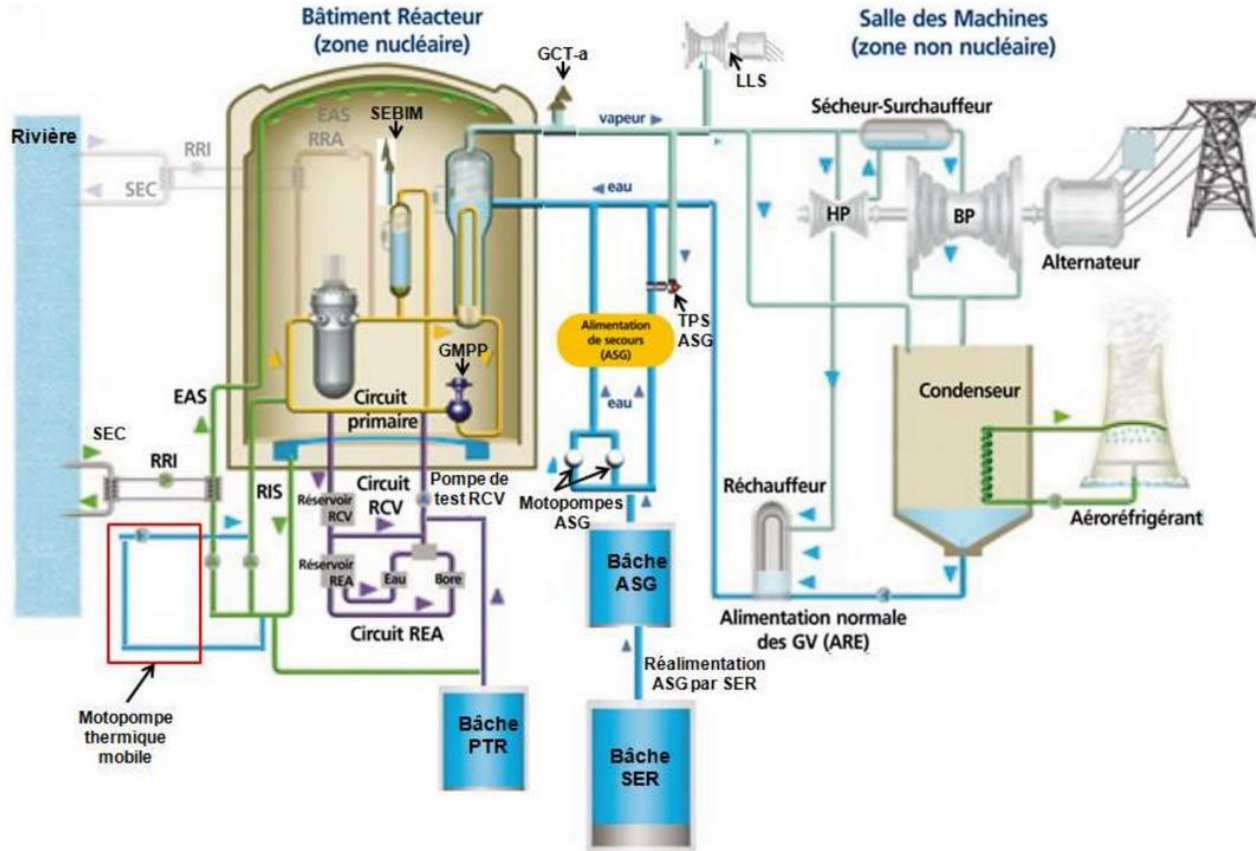 Bâtiment Réacteur
(zone nucléaire)
Salle des Machines
(zone non nucléaire)
GCT-a
LLS
SEBIM
EAS
RRA
Rivière
RRI
SEC
vapeur
Sécheur-Surchauffeur
eau
HP
BP
Alternateur
TPS
ASG
Alimentation
de secours
(ASG)
GMPP
Circuit
primaire
eau
Condenseur
EAS
SEC
RRI
RIS
Circuit
RCV
Pompe de
test RCV
Motopompes
ASG
Réservoir
RCV
Réchauffeur
Aéroréfrigérant
Réservoir
REA
Eau
Bore
Circuit REA
Bâche
ASG
Alimentation normale
des GV (ARE)
Réalimentation
ASG par SER
Motopompe
thermique
mobile
Bâche
PTR
Bâche
SER